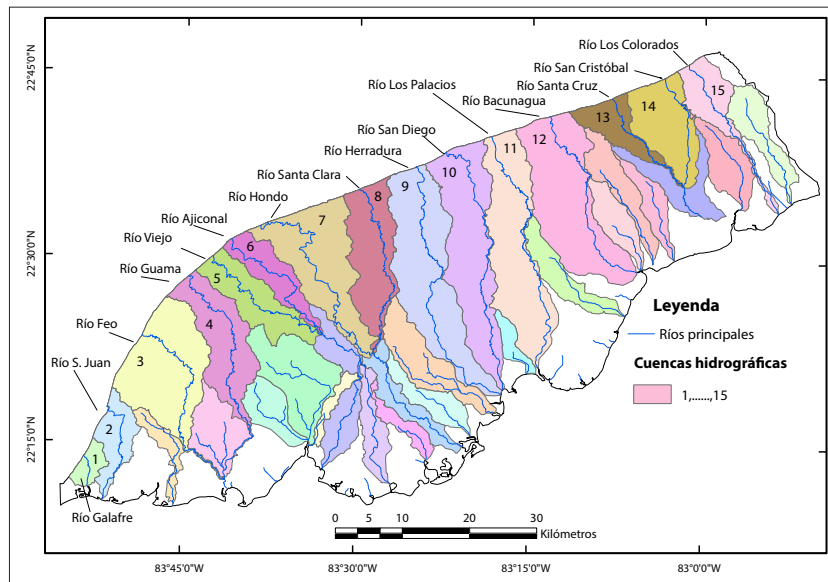 Río Los Colorados
Río San Cristóbal
Río Santa Cruz
Río Los Palacios
Río Bacunagua
Río San Diego
Río Herradura
Río Santa Clara
Río Hondo
Río Ajiconal
Río Viejo
Río Guama
Río Feo
Río S. Juan
Río Galafre
1
2
3
4
5
6
7
8
9
10
11
12
13
14
15
22°45'0"N
22°30'0"N
22°15'0"N
83°45'0"W
83°30'0"W
83°15'0"W
83°0'0"W
Leyenda
Ríos principales
Cuencas hidrográficas
1,......,15
0 5 10 20 30
Kilómetros